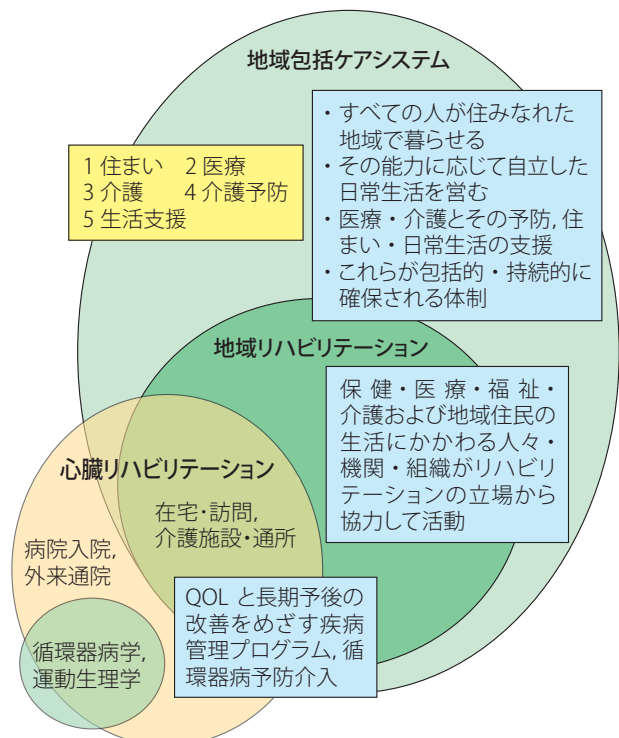 地域包括ケアシステム
1 住まい 2 医療
3 介護 4 介護予防
5 生活支援
・すべての人が住みなれた
地域で暮らせる
・その能力に応じて自立した
日常生活を営む
・医療・介護とその予防, 住
まい・日常生活の支援
・これらが包括的・持続的に
確保される体制
地域リハビリテーション
保健・医療・福祉・
介護および地域住民の
生活にかかわる人々・
機関・組織がリハビリ
テーションの立場から
協力して活動
心臓リハビリテーション
在宅・訪問,
介護施設・通所
病院入院,
外来通院
QOL と長期予後の
改善をめざす疾病
管理プログラム, 循
環器病予防介入
循環器病学,
運動生理学